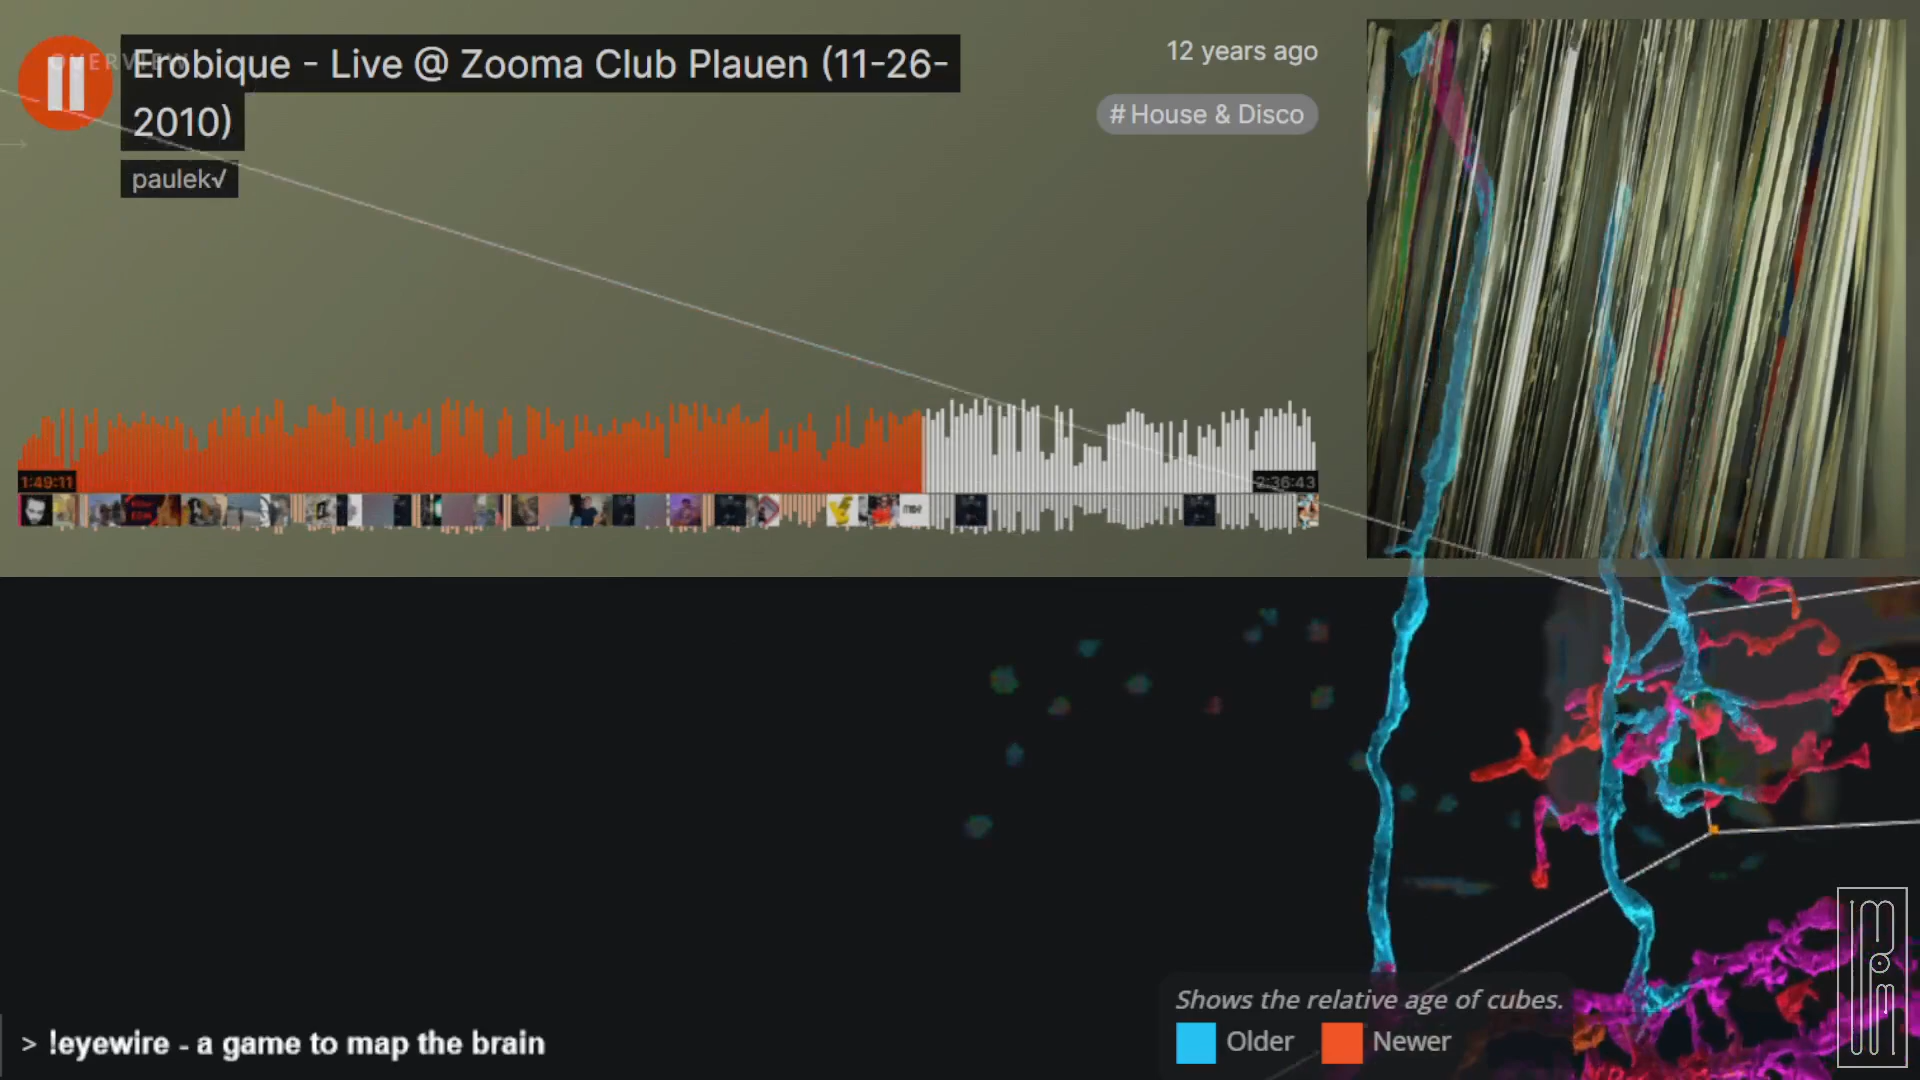 OVERVIEW
Erobique - Live @ Zooma Club Plauen (11-26-
2010)
paulek√
12 years ago
# House & Disco
1:49:11
2:36:43
Shows the relative age of cubes.
Older
Newer
> !eyewire - a game to map the brain